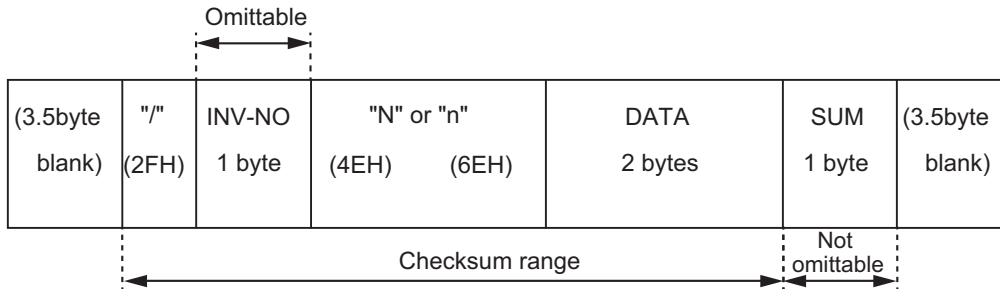 Omittable
(3.5byte blank)
"/"
(2FH)
INV-NO
1 byte
"N" or "n"
(4EH) (6EH)
DATA
2 bytes
SUM
1 byte
(3.5byte blank)
Checksum range
Not
omittable